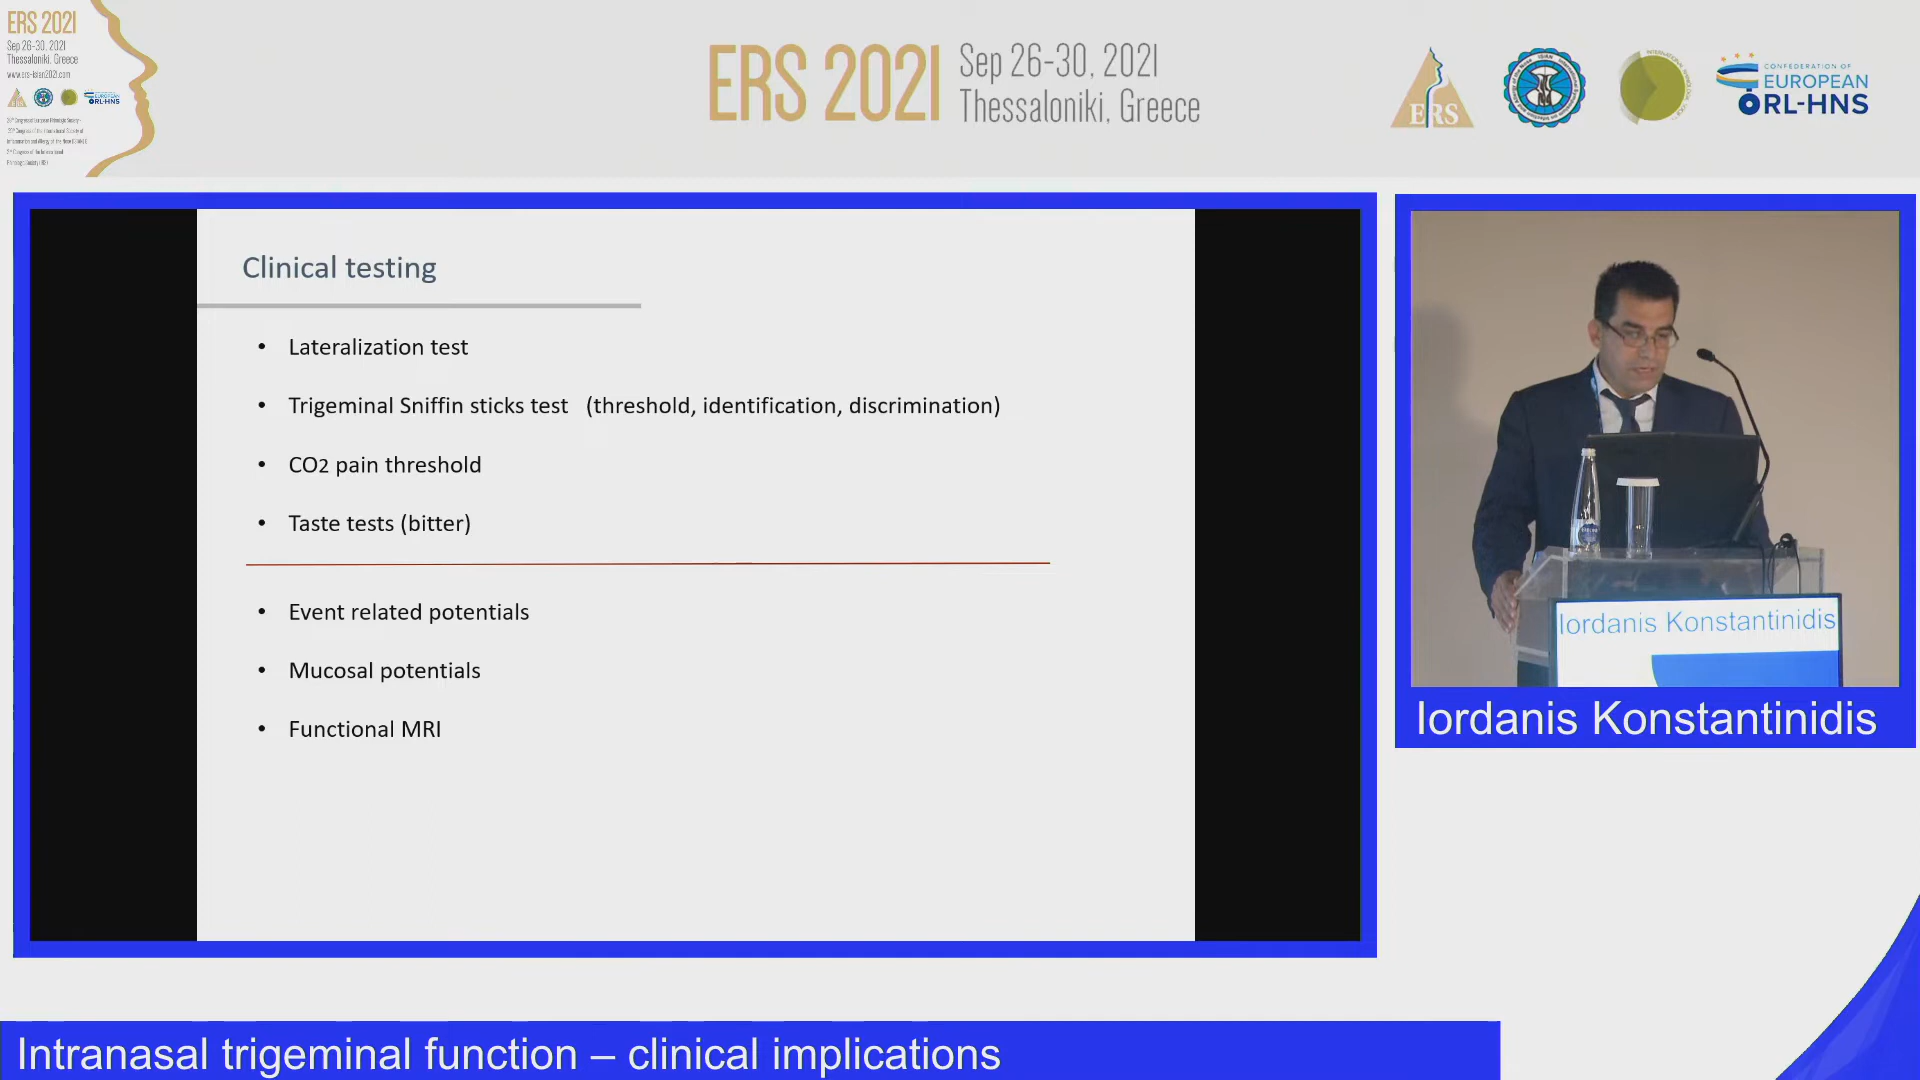 ERS 2021
Sep 26-30, 2021
Thessaloniki, Greece
www.ers-isian2021.com
ERS 2021
Sep 26-30, 2021
Thessaloniki, Greece
ERS
CONFEDERATION OF
EUROPEAN
ORL-HNS
Clinical testing
• Lateralization test
• Trigeminal Sniffin sticks test (threshold, identification, discrimination)
• CO2 pain threshold
• Taste tests (bitter)
• Event related potentials
• Mucosal potentials
• Functional MRI
Iordanis Konstantinidis
Iordanis Konstantinidis
Intranasal trigeminal function – clinical implications